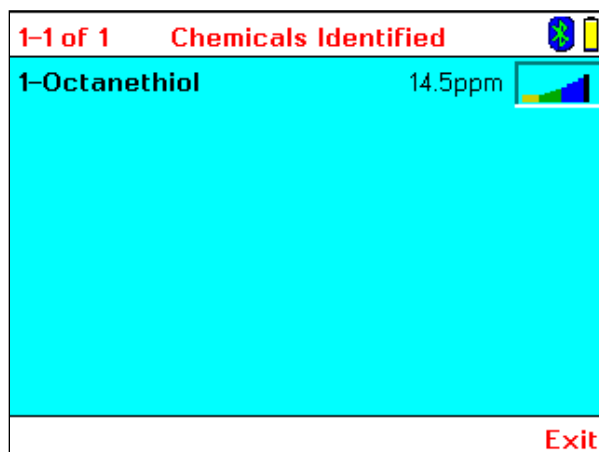 1-1 of 1 Chemicals Identified
1-Octanethiol 14.5ppm
Exit